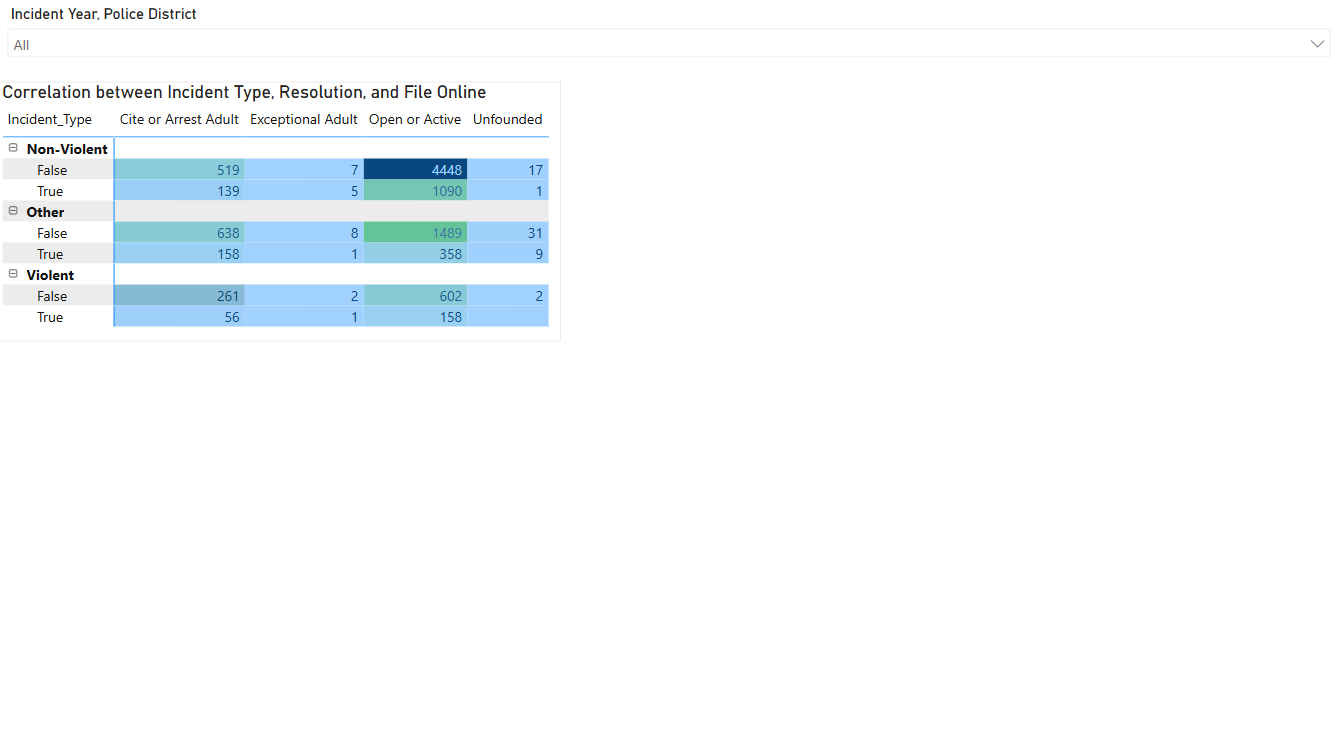 Incident Year, Police District
All
Correlation between Incident Type, Resolution, and File Online
Incident_Type Cite or Arrest Adult Exceptional Adult Open or Active Unfounded
Non-Violent
False 519 7 4448 17
True 139 5 1090 1
Other
False 638 8 1489 31
True 158 1 358 9
Violent
False 261 2 602 2
True 56 1 158